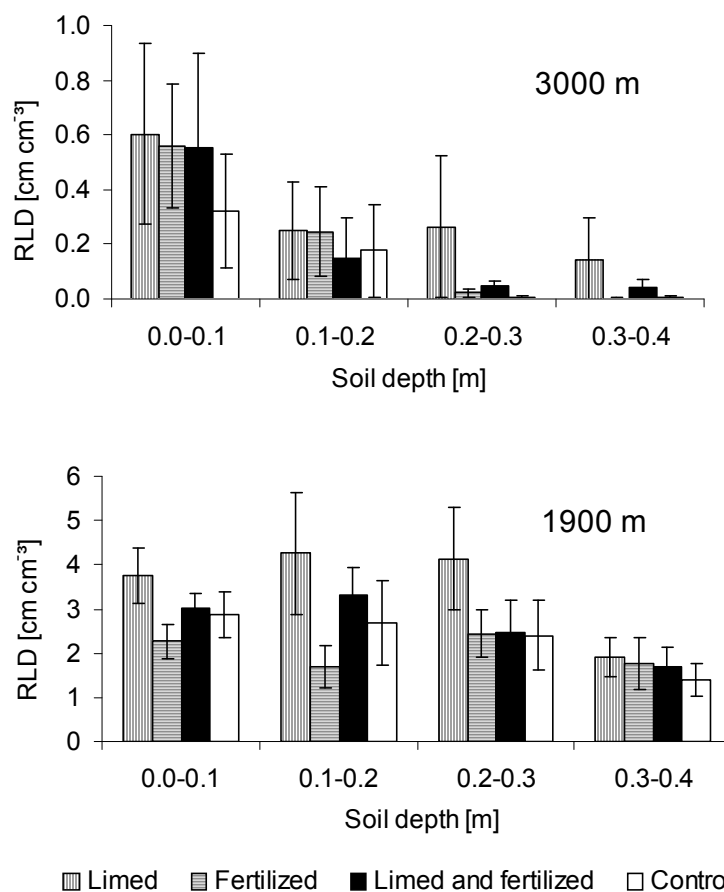 1.0
0.8
0.6
0.4
0.2
0.0
RLD [cm cm⁻³]
3000 m
0.0-0.1 0.1-0.2 0.2-0.3 0.3-0.4
Soil depth [m]
6
5
4
3
2
1
0
RLD [cm cm⁻³]
1900 m
0.0-0.1 0.1-0.2 0.2-0.3 0.3-0.4
Soil depth [m]
Limed Fertilized Limed and fertilized Contro